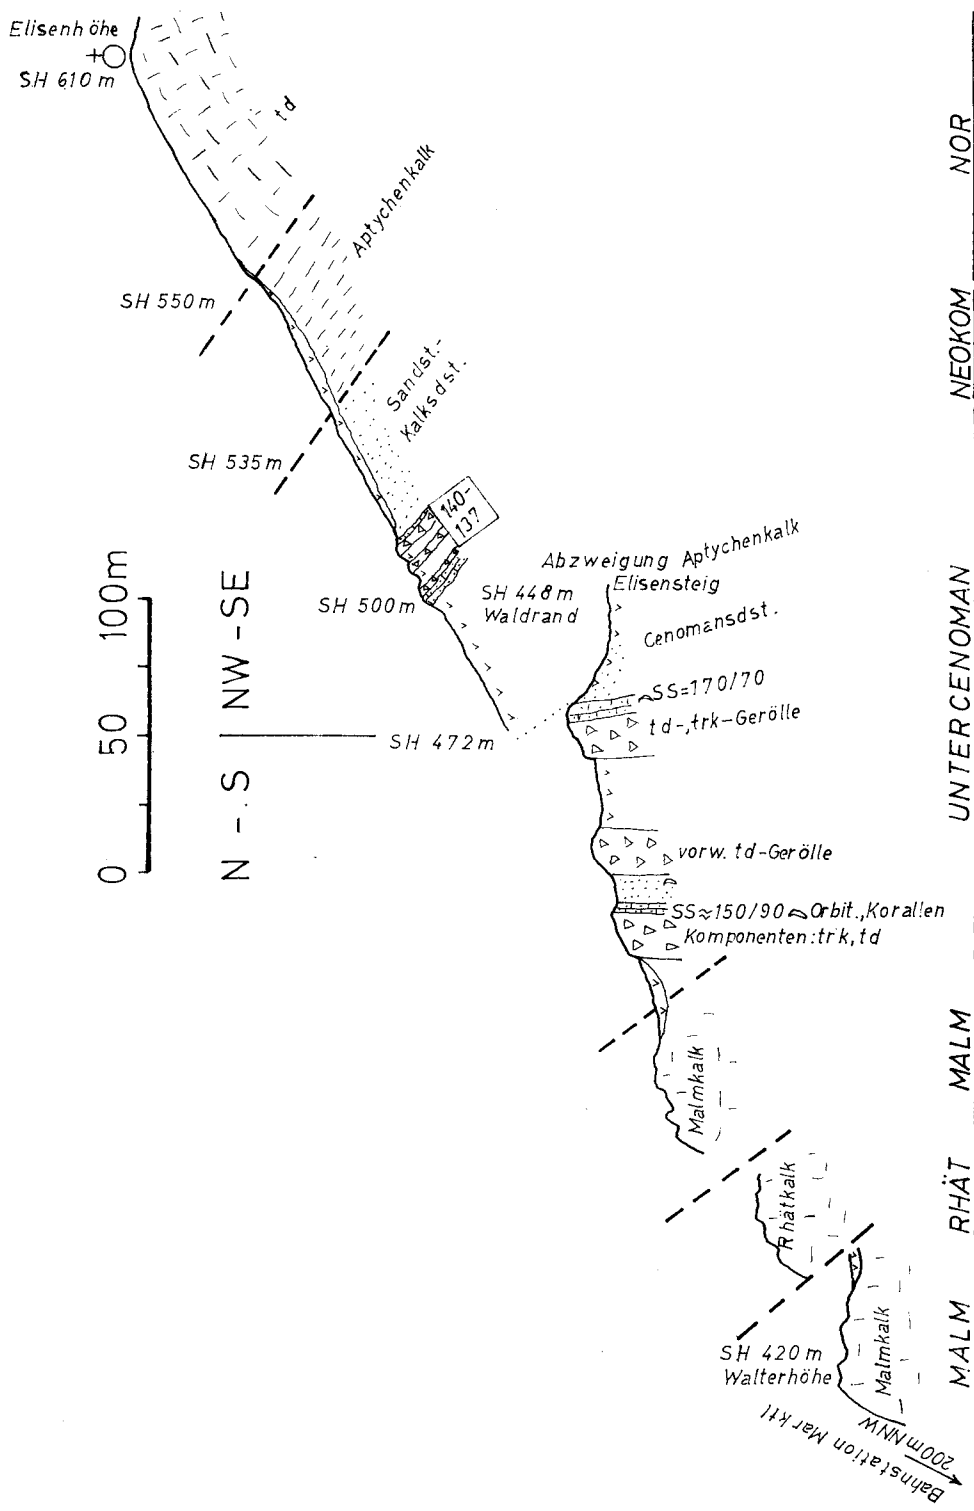 Elisenhöhe
SH 610 m
td
Aptychenkalk
SH 550 m
Sandst.-
Kalksdst.
SH 535 m
140-
137
SH 500 m
SH 448 m
Waldrand
Abzweigung Aptychenkalk
Elisensteig
Cenomansdst.
SS=170/70
td-,trk-Gerölle
SH 472 m
vorw. td-Gerölle
SS≈150/90 Orbit., Korallen
Komponenten: trk, td
Malmkalk
Rhätkalk
SH 420 m
Walterhöhe
Malmkalk
200m NNW
Bahnstation Marktl
0 50 100m
N-S NW-SE
MALM RHÄT MALM UNTERCENOMAN NEOKOM NOR